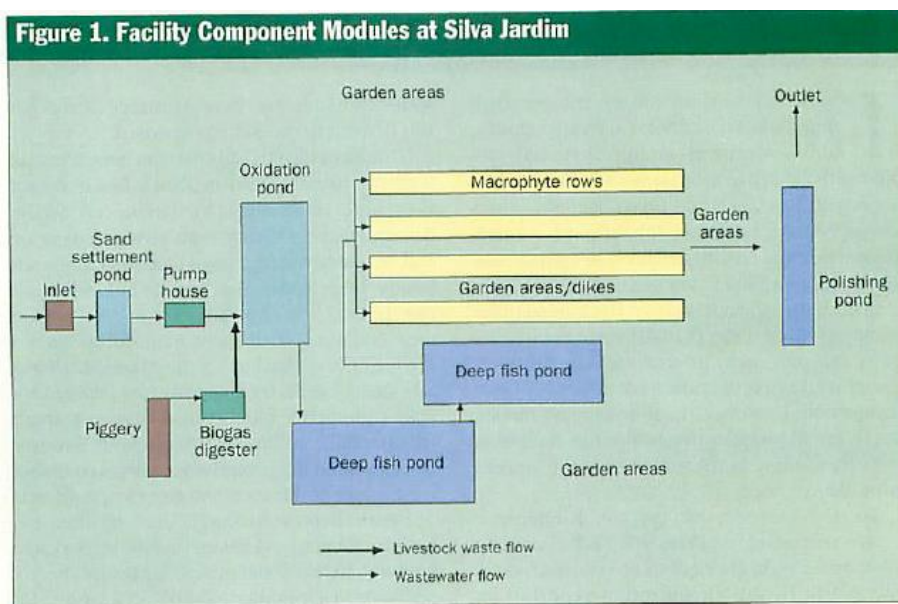 Figure 1. Facility Component Modules at Silva Jardim
Garden areas
Outlet
Oxidation
pond
Macrophyte rows
Garden
areas
Sand
settlement
pond
Pump
house
Inlet
Garden areas/dikes
Polishing
pond
Deep fish pond
Piggery
Biogas
digester
Deep fish pond
Garden areas
Livestock waste flow
Wastewater flow